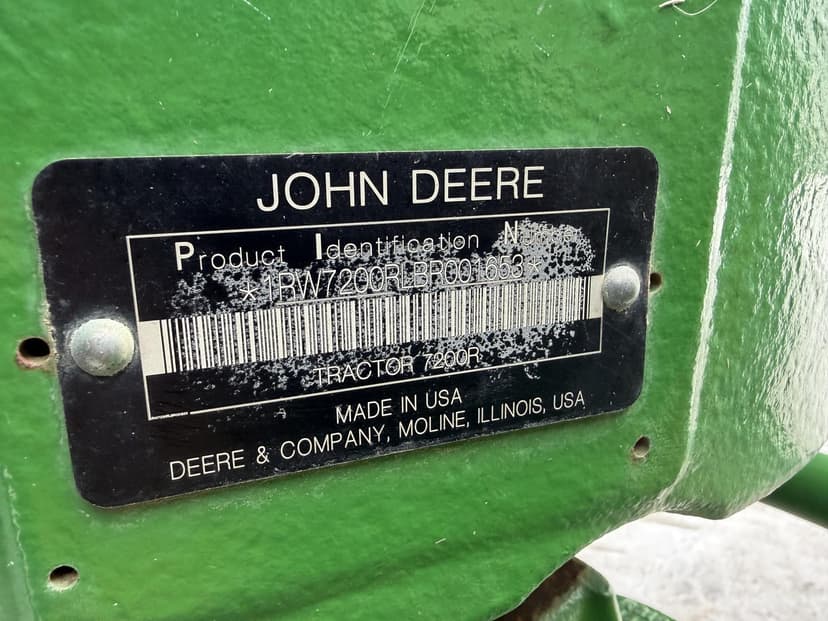 JOHN DEERE
Product Identification Number
*1RW7200RLBR001653*
TRACTOR 7200R
MADE IN USA
DEERE & COMPANY, MOLINE, ILLINOIS, USA